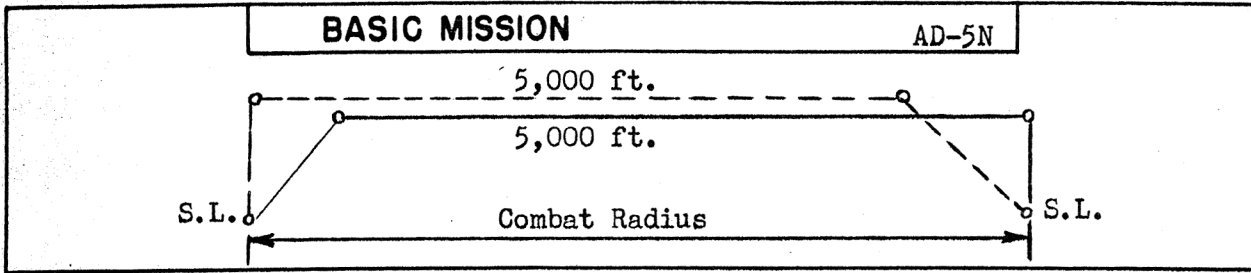 BASIC MISSION AD-5N
5,000 ft.
5,000 ft.
S.L. S.L.
Combat Radius